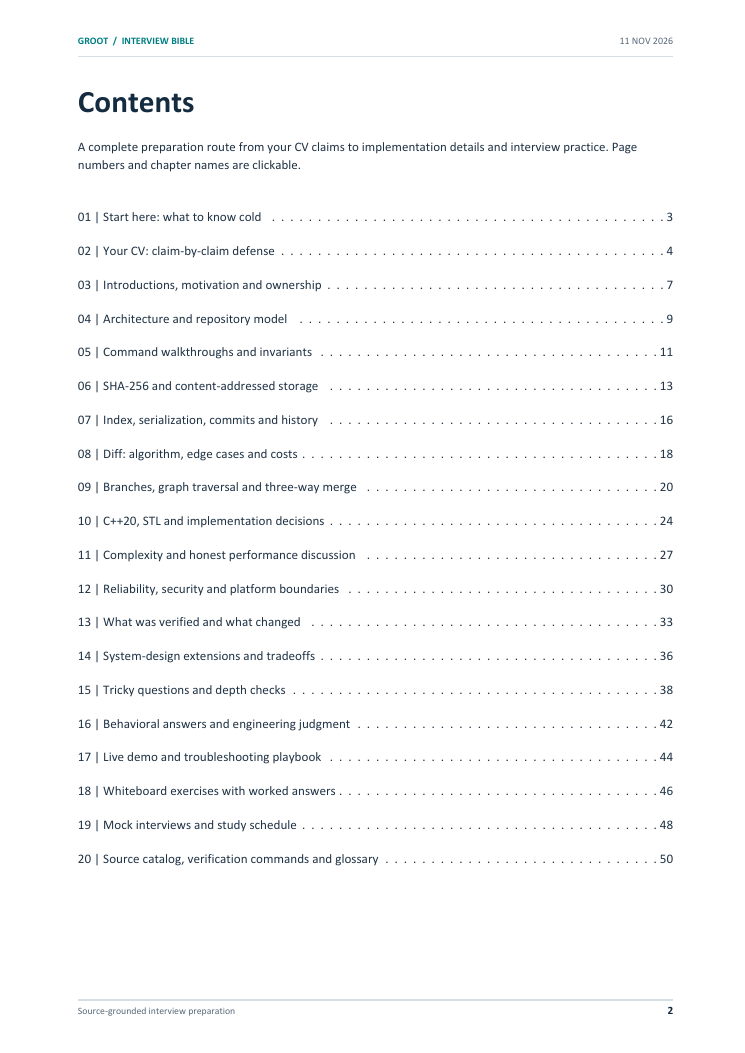 GROOT / INTERVIEW BIBLE 11 NOV 2026
Contents
A complete preparation route from your CV claims to implementation details and interview practice. Page
numbers and chapter names are clickable.
01 | Start here: what to know cold . . . . . . . . . . . . . . . . . . . . . . . . . . . . . . . . . . 3
02 | Your CV: claim-by-claim defense . . . . . . . . . . . . . . . . . . . . . . . . . . . . . . . . . 4
03 | Introductions, motivation and ownership . . . . . . . . . . . . . . . . . . . . . . . . . . . . . 7
04 | Architecture and repository model . . . . . . . . . . . . . . . . . . . . . . . . . . . . . . . . 9
05 | Command walkthroughs and invariants . . . . . . . . . . . . . . . . . . . . . . . . . . . . . . 11
06 | SHA-256 and content-addressed storage . . . . . . . . . . . . . . . . . . . . . . . . . . . . . 13
07 | Index, serialization, commits and history . . . . . . . . . . . . . . . . . . . . . . . . . . . . . 16
08 | Diff: algorithm, edge cases and costs . . . . . . . . . . . . . . . . . . . . . . . . . . . . . . . 18
09 | Branches, graph traversal and three-way merge . . . . . . . . . . . . . . . . . . . . . . . . . . 20
10 | C++20, STL and implementation decisions . . . . . . . . . . . . . . . . . . . . . . . . . . . . . 24
11 | Complexity and honest performance discussion . . . . . . . . . . . . . . . . . . . . . . . . . . 27
12 | Reliability, security and platform boundaries . . . . . . . . . . . . . . . . . . . . . . . . . . . 30
13 | What was verified and what changed . . . . . . . . . . . . . . . . . . . . . . . . . . . . . . . 33
14 | System-design extensions and tradeoffs . . . . . . . . . . . . . . . . . . . . . . . . . . . . . . 36
15 | Tricky questions and depth checks . . . . . . . . . . . . . . . . . . . . . . . . . . . . . . . . 38
16 | Behavioral answers and engineering judgment . . . . . . . . . . . . . . . . . . . . . . . . . . . 42
17 | Live demo and troubleshooting playbook . . . . . . . . . . . . . . . . . . . . . . . . . . . . . 44
18 | Whiteboard exercises with worked answers . . . . . . . . . . . . . . . . . . . . . . . . . . . . 46
19 | Mock interviews and study schedule . . . . . . . . . . . . . . . . . . . . . . . . . . . . . . . 48
20 | Source catalog, verification commands and glossary . . . . . . . . . . . . . . . . . . . . . . . . 50
Source-grounded interview preparation 2